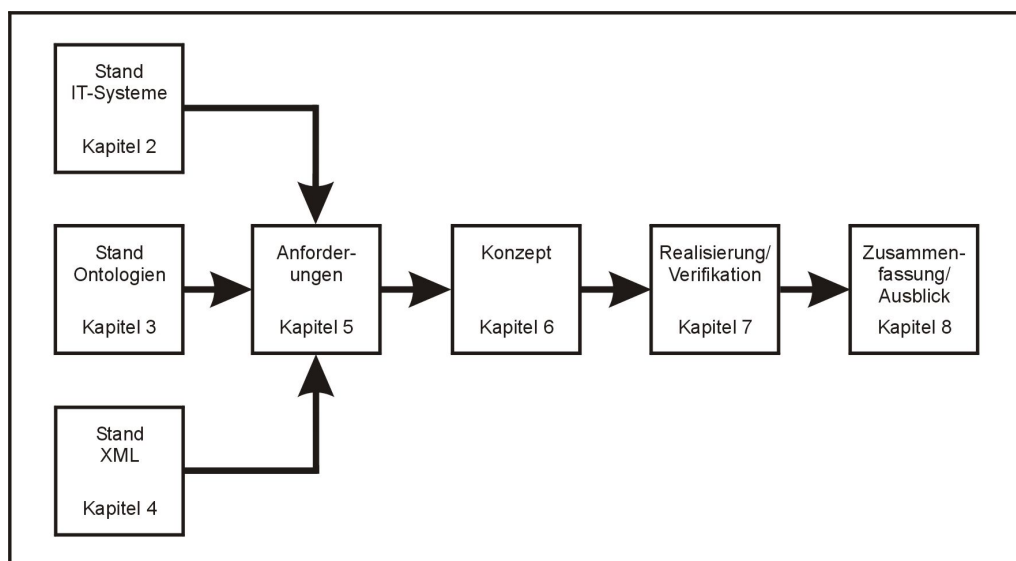 Stand
IT-Systeme
Kapitel 2
Stand
Ontologien
Kapitel 3
Stand
XML
Kapitel 4
Anforder-
ungen
Kapitel 5
Konzept
Kapitel 6
Realisierung/
Verifikation
Kapitel 7
Zusammen-
fassung/
Ausblick
Kapitel 8